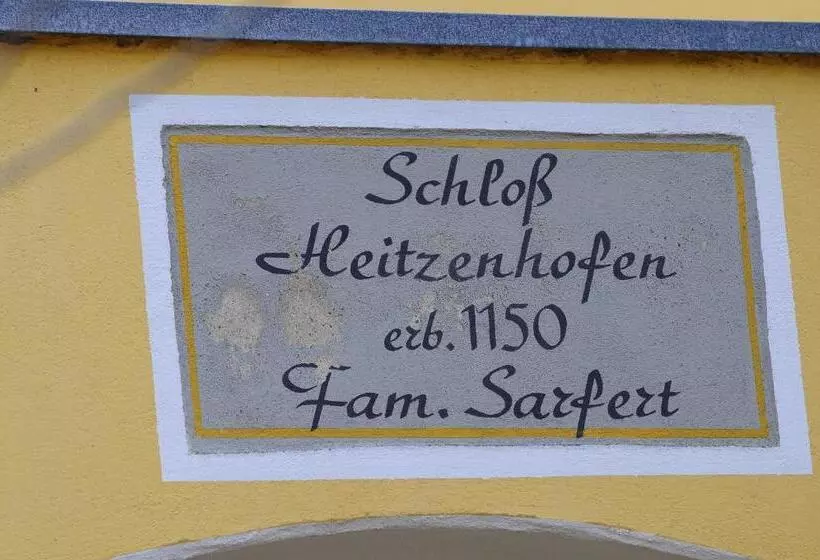 Schloß
Heitzenhofen
erb. 1150
Fam. Sarfert